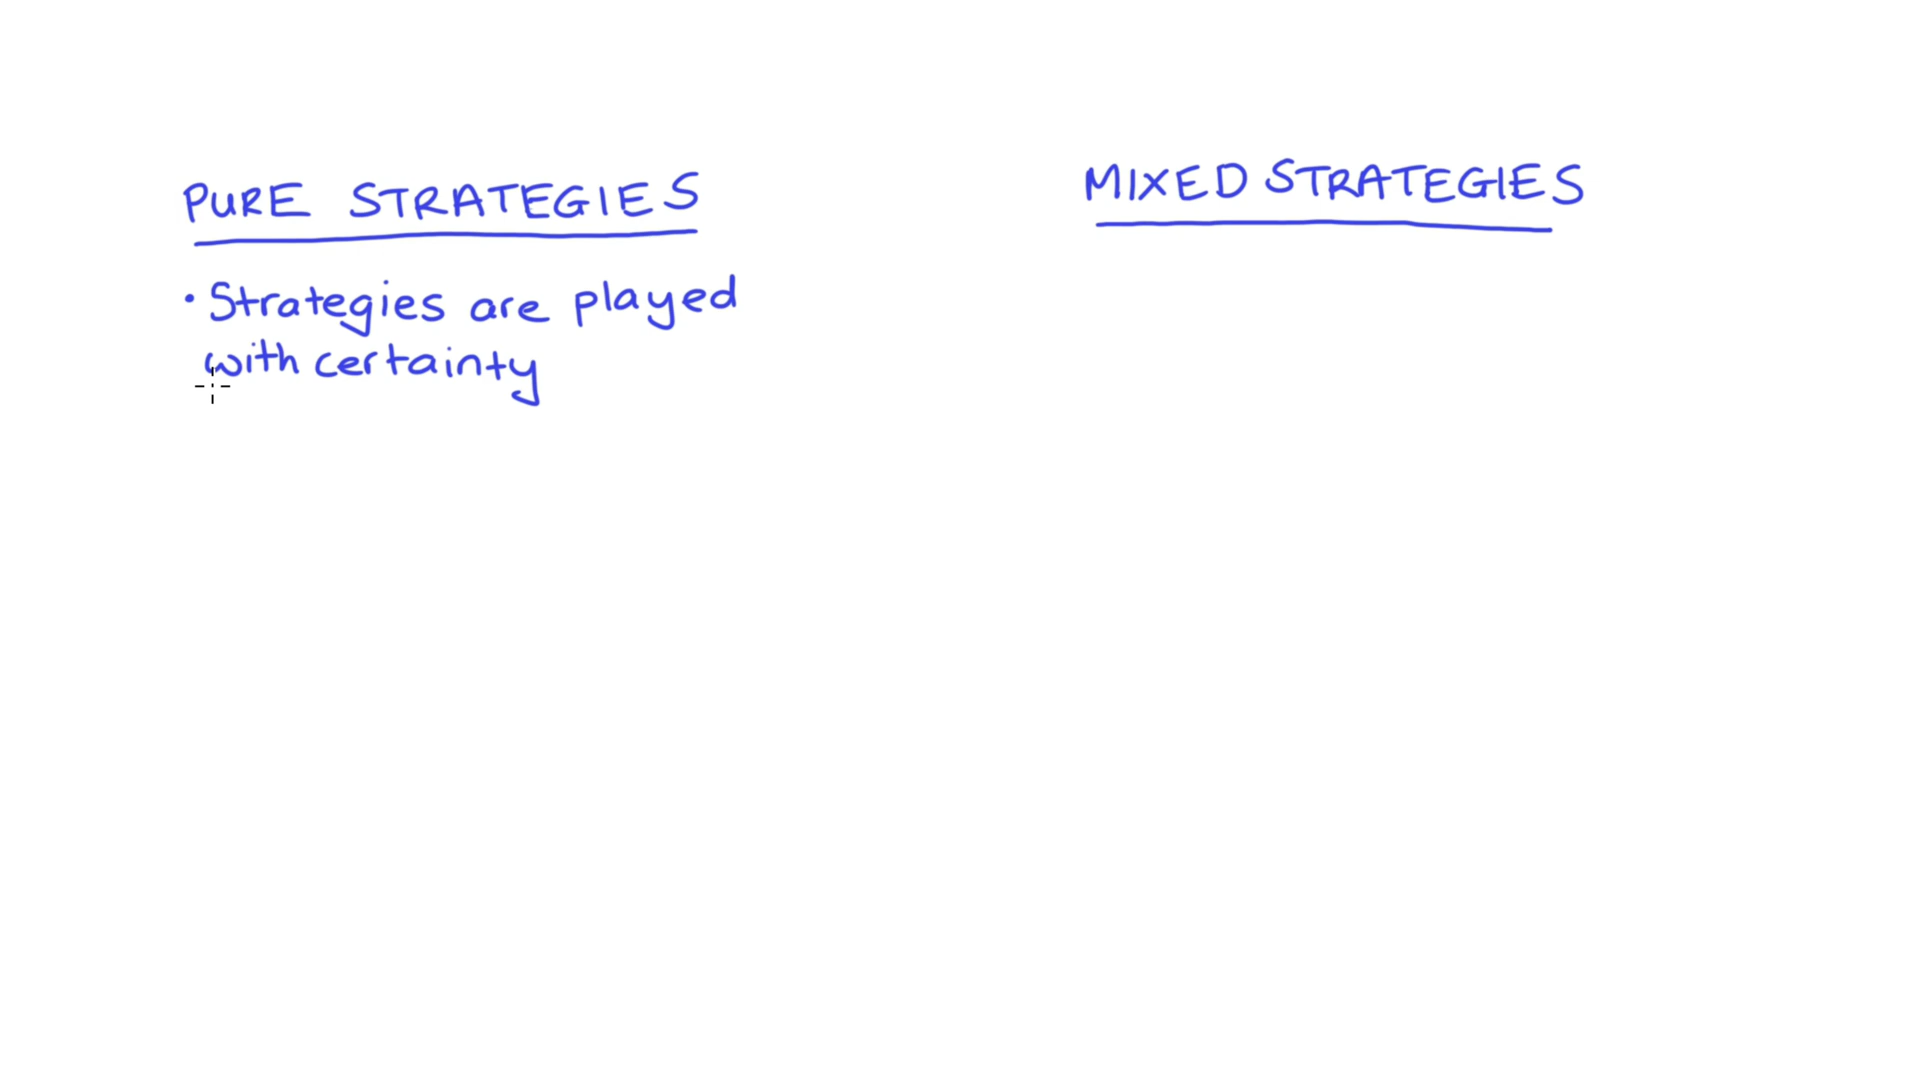 PURE STRATEGIES
• Strategies are played
with certainty
MIXED STRATEGIES